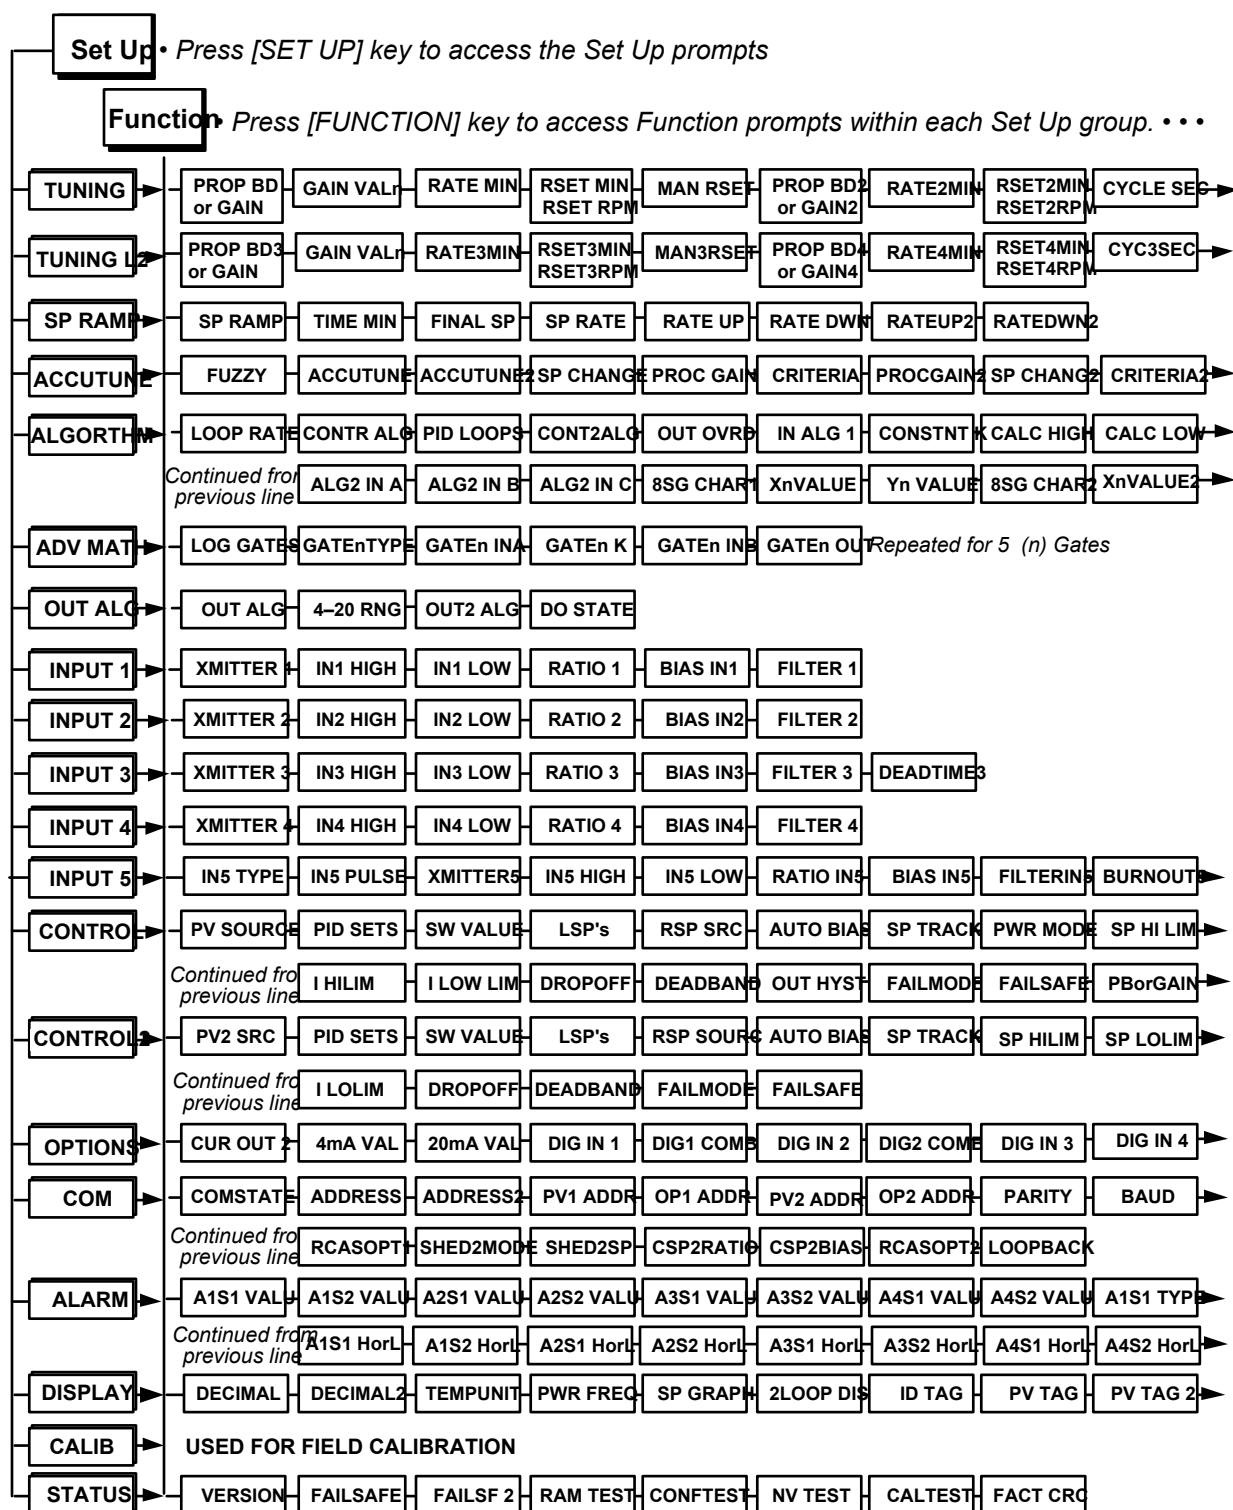 Set Up • Press [SET UP] key to access the Set Up prompts
Function • Press [FUNCTION] key to access Function prompts within each Set Up group. • • •
TUNING PROP BD or GAIN GAIN VALr RATE MIN RSET MIN RSET RPM MAN RSET PROP BD2 or GAIN2 RATE2MIN RSET2MIN RSET2RPM CYCLE SEC
TUNING L2 PROP BD3 or GAIN GAIN VALr RATE3MIN RSET3MIN RSET3RPM MAN3RSET PROP BD4 or GAIN4 RATE4MIN RSET4MIN RSET4RPM CYC3SEC
SP RAMP SP RAMP TIME MIN FINAL SP SP RATE RATE UP RATE DWN RATEUP2 RATEDWN2
ACCUTUNE FUZZY ACCUTUNE ACCUTUNE2 SP CHANGE PROC GAIN CRITERIA PROCGAIN2 SP CHANG2 CRITERIA2
ALGORTHM LOOP RATE CONTR ALG PID LOOPS CONT2ALG OUT OVRD IN ALG 1 CONSTNT K CALC HIGH CALC LOW
Continued from previous line ALG2 IN A ALG2 IN B ALG2 IN C 8SG CHAR1 XnVALUE Yn VALUE 8SG CHAR2 XnVALUE2
ADV MATH LOG GATES GATEnTYPE GATEn INA GATEn K GATEn INB GATEn OUT Repeated for 5 (n) Gates
OUT ALG OUT ALG 4–20 RNG OUT2 ALG DO STATE
INPUT 1 XMITTER 1 IN1 HIGH IN1 LOW RATIO 1 BIAS IN1 FILTER 1
INPUT 2 XMITTER 2 IN2 HIGH IN2 LOW RATIO 2 BIAS IN2 FILTER 2
INPUT 3 XMITTER 3 IN3 HIGH IN3 LOW RATIO 3 BIAS IN3 FILTER 3 DEADTIME3
INPUT 4 XMITTER 4 IN4 HIGH IN4 LOW RATIO 4 BIAS IN4 FILTER 4
INPUT 5 IN5 TYPE IN5 PULSE XMITTER5 IN5 HIGH IN5 LOW RATIO IN5 BIAS IN5 FILTERIN5 BURNOUT5
CONTROL PV SOURCE PID SETS SW VALUE LSP's RSP SRC AUTO BIAS SP TRACK PWR MODE SP HI LIM
Continued from previous line I HILIM I LOW LIM DROPOFF DEADBAND OUT HYST FAILMODE FAILSAFE PBorGAIN
CONTROL2 PV2 SRC PID SETS SW VALUE LSP's RSP SOURC AUTO BIAS SP TRACK SP HILIM SP LOLIM
Continued from previous line I LOLIM DROPOFF DEADBAND FAILMODE FAILSAFE
OPTIONS CUR OUT 2 4mA VAL 20mA VAL DIG IN 1 DIG1 COMB DIG IN 2 DIG2 COMB DIG IN 3 DIG IN 4
COM COMSTATE ADDRESS ADDRESS2 PV1 ADDR OP1 ADDR PV2 ADDR OP2 ADDR PARITY BAUD
Continued from previous line RCASOPT1 SHED2MODE SHED2SP CSP2RATIO CSP2BIAS RCASOPT2 LOOPBACK
ALARM A1S1 VALU A1S2 VALU A2S1 VALU A2S2 VALU A3S1 VALU A3S2 VALU A4S1 VALU A4S2 VALU A1S1 TYPE
Continued from previous line A1S1 HorL A1S2 HorL A2S1 HorL A2S2 HorL A3S1 HorL A3S2 HorL A4S1 HorL A4S2 HorL
DISPLAY DECIMAL DECIMAL2 TEMPUNIT PWR FREQ SP GRAPH 2LOOP DIS ID TAG PV TAG PV TAG 2
CALIB USED FOR FIELD CALIBRATION
STATUS VERSION FAILSAFE FAILSF 2 RAM TEST CONFTEST NV TEST CALTEST FACT CRC